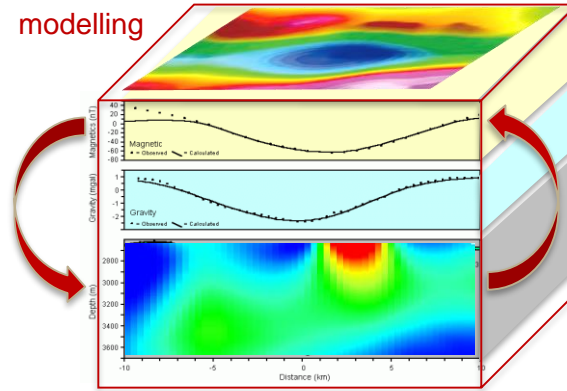 modelling
Magnetics (nT)
40
20
0
-20
-40
-60
-80
Magnetic
= Observed
= Calculated
Gravity (mgal)
1
0
-1
-2
Gravity
= Observed
= Calculated
Depth (m)
2800
3000
3200
3400
3600
-10
-5
0
5
10
Distance (km)